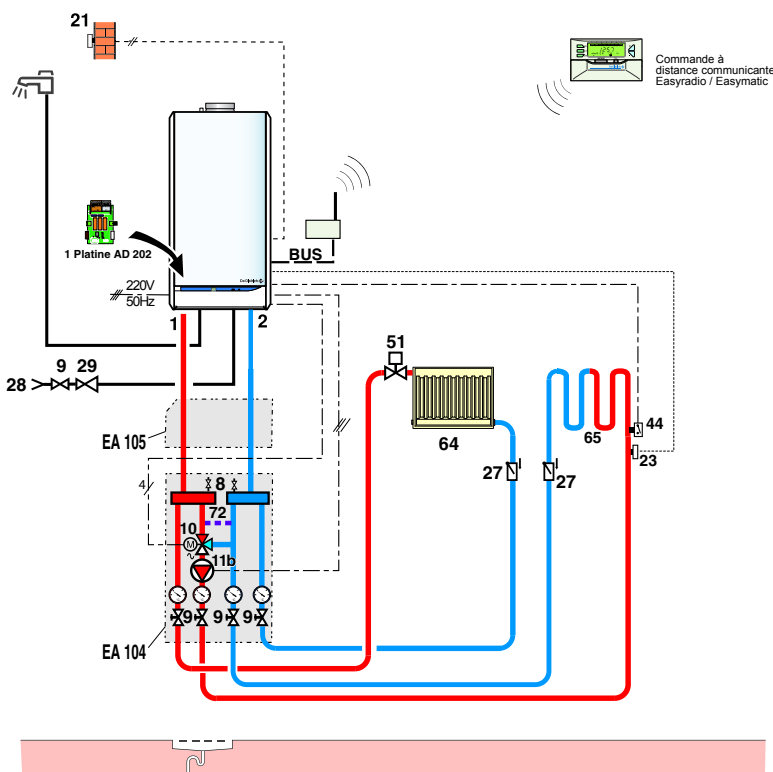 21
Commande à
distance communicante
Easyradio / Easymatic
1 Platine AD 202
BUS
220V
50Hz
1
2
51
28
9
29
64
65
44
23
EA 105
27
27
4
8
72
10
M
11b
9
9
9
EA 104